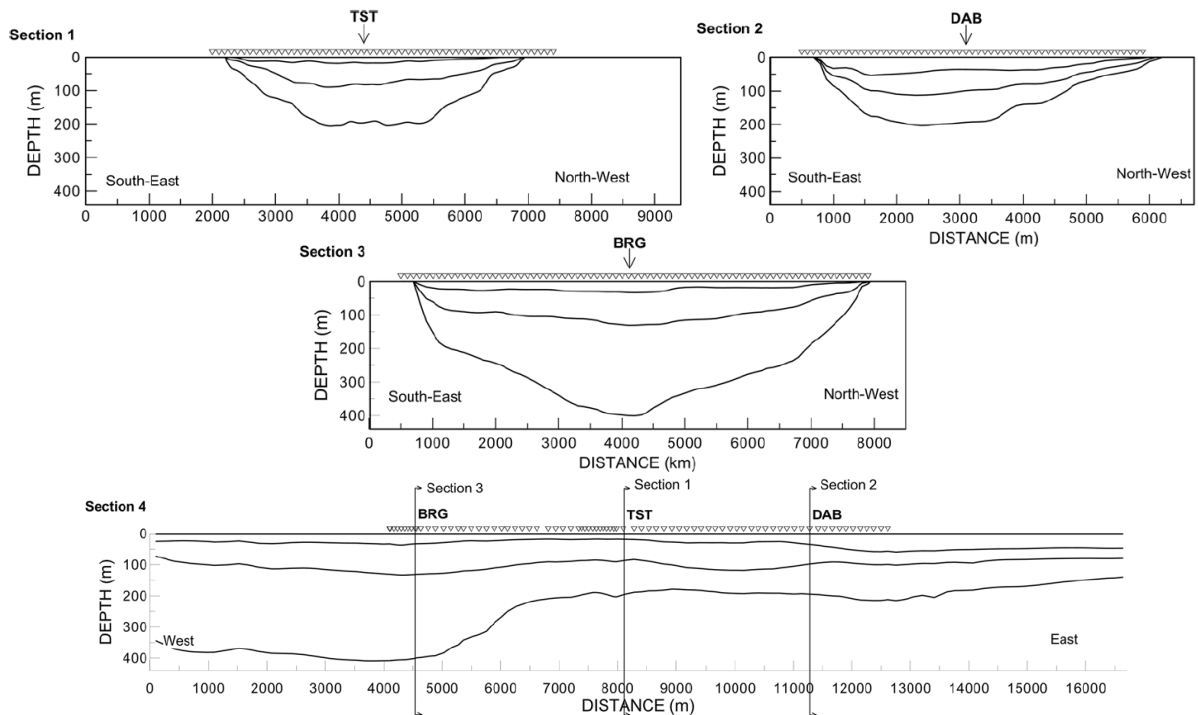 Section 1
TST
DEPTH (m)
0
100
200
300
400
South-East
North-West
0 1000 2000 3000 4000 5000 6000 7000 8000 9000
Section 2
DAB
DEPTH (m)
0
100
200
300
400
South-East
North-West
0 1000 2000 3000 4000 5000 6000
DISTANCE (m)
Section 3
BRG
DEPTH (m)
0
100
200
300
400
South-East
North-West
0 1000 2000 3000 4000 5000 6000 7000 8000
DISTANCE (km)
Section 4
Section 3
BRG
Section 1
TST
Section 2
DAB
DEPTH (m)
0
100
200
300
400
West
East
0 1000 2000 3000 4000 5000 6000 7000 8000 9000 10000 11000 12000 13000 14000 15000 16000
DISTANCE (m)